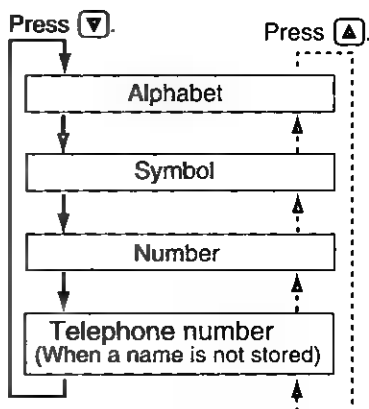 Press ▼.
Press ▲.
Alphabet
Symbol
Number
Telephone number
(When a name is not stored)